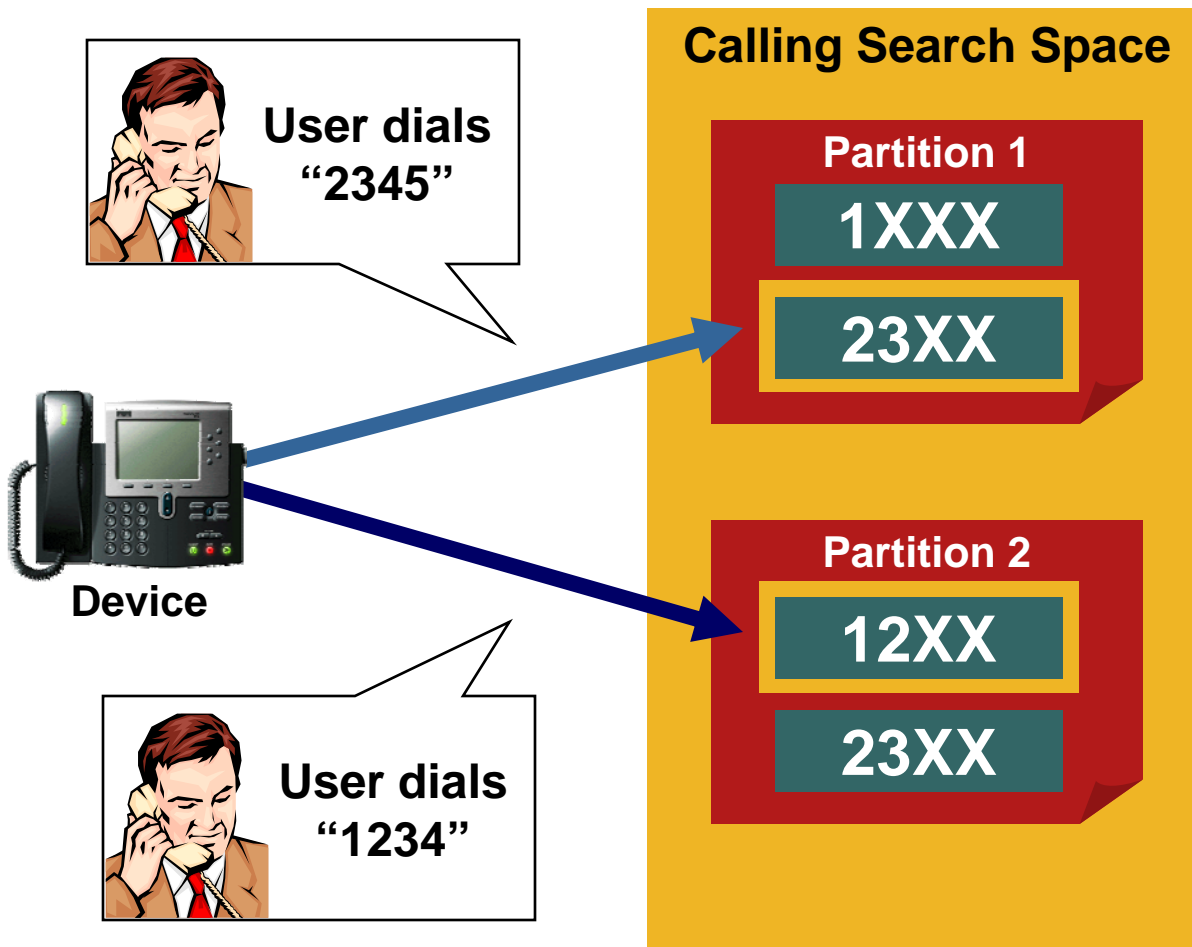 Calling Search Space
User dials
“2345”
Partition 1
1XXX
23XX
Device
Partition 2
12XX
23XX
User dials
“1234”